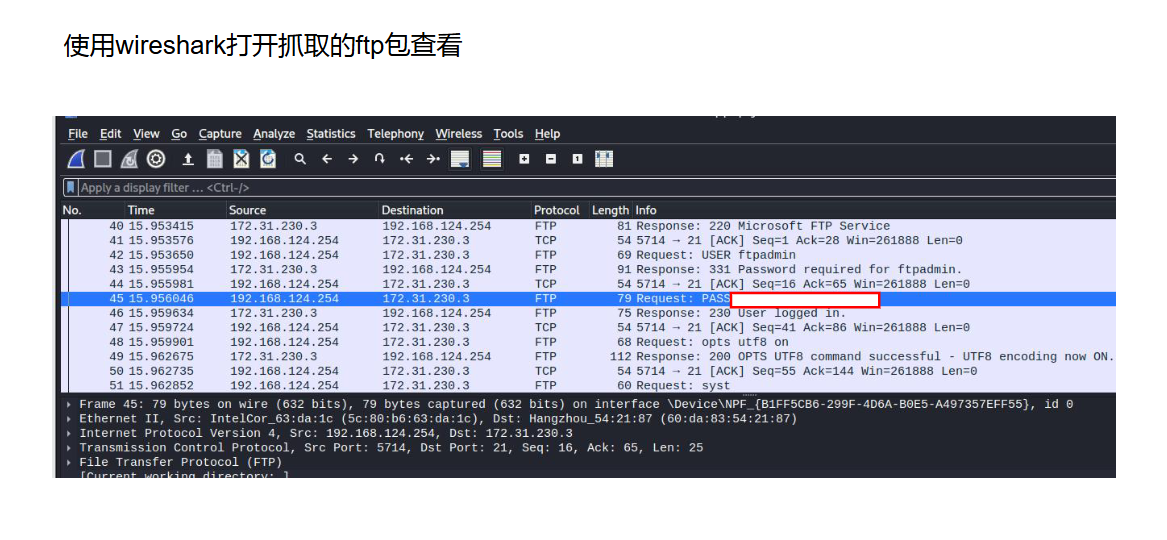 使用wireshark打开抓取的ftp包查看
File Edit View Go Capture Analyze Statistics Telephony Wireless Tools Help
Apply a display filter ... <Ctrl-/>
No. Time Source Destination Protocol Length Info
40 15.953415 172.31.230.3 192.168.124.254 FTP 81 Response: 220 Microsoft FTP Service
41 15.953576 192.168.124.254 172.31.230.3 TCP 54 5714 → 21 [ACK] Seq=1 Ack=28 Win=261888 Len=0
42 15.953650 192.168.124.254 172.31.230.3 FTP 69 Request: USER ftpadmin
43 15.955954 172.31.230.3 192.168.124.254 FTP 91 Response: 331 Password required for ftpadmin.
44 15.955981 192.168.124.254 172.31.230.3 TCP 54 5714 → 21 [ACK] Seq=16 Ack=65 Win=261888 Len=0
45 15.956046 192.168.124.254 172.31.230.3 FTP 79 Request: PASS
46 15.959634 172.31.230.3 192.168.124.254 FTP 75 Response: 230 User logged in.
47 15.959724 192.168.124.254 172.31.230.3 TCP 54 5714 → 21 [ACK] Seq=41 Ack=86 Win=261888 Len=0
48 15.959901 192.168.124.254 172.31.230.3 FTP 68 Request: opts utf8 on
49 15.962675 172.31.230.3 192.168.124.254 FTP 112 Response: 200 OPTS UTF8 command successful - UTF8 encoding now ON.
50 15.962735 192.168.124.254 172.31.230.3 TCP 54 5714 → 21 [ACK] Seq=55 Ack=144 Win=261888 Len=0
51 15.962852 192.168.124.254 172.31.230.3 FTP 60 Request: syst
Frame 45: 79 bytes on wire (632 bits), 79 bytes captured (632 bits) on interface \Device\NPF_{B1FF5CB6-299F-4D6A-B0E5-A497357EFF55}, id 0
Ethernet II, Src: IntelCor_63:da:1c (5c:80:b6:63:da:1c), Dst: Hangzhou_54:21:87 (60:da:83:54:21:87)
Internet Protocol Version 4, Src: 192.168.124.254, Dst: 172.31.230.3
Transmission Control Protocol, Src Port: 5714, Dst Port: 21, Seq: 16, Ack: 65, Len: 25
File Transfer Protocol (FTP)
[Current working directory: ]